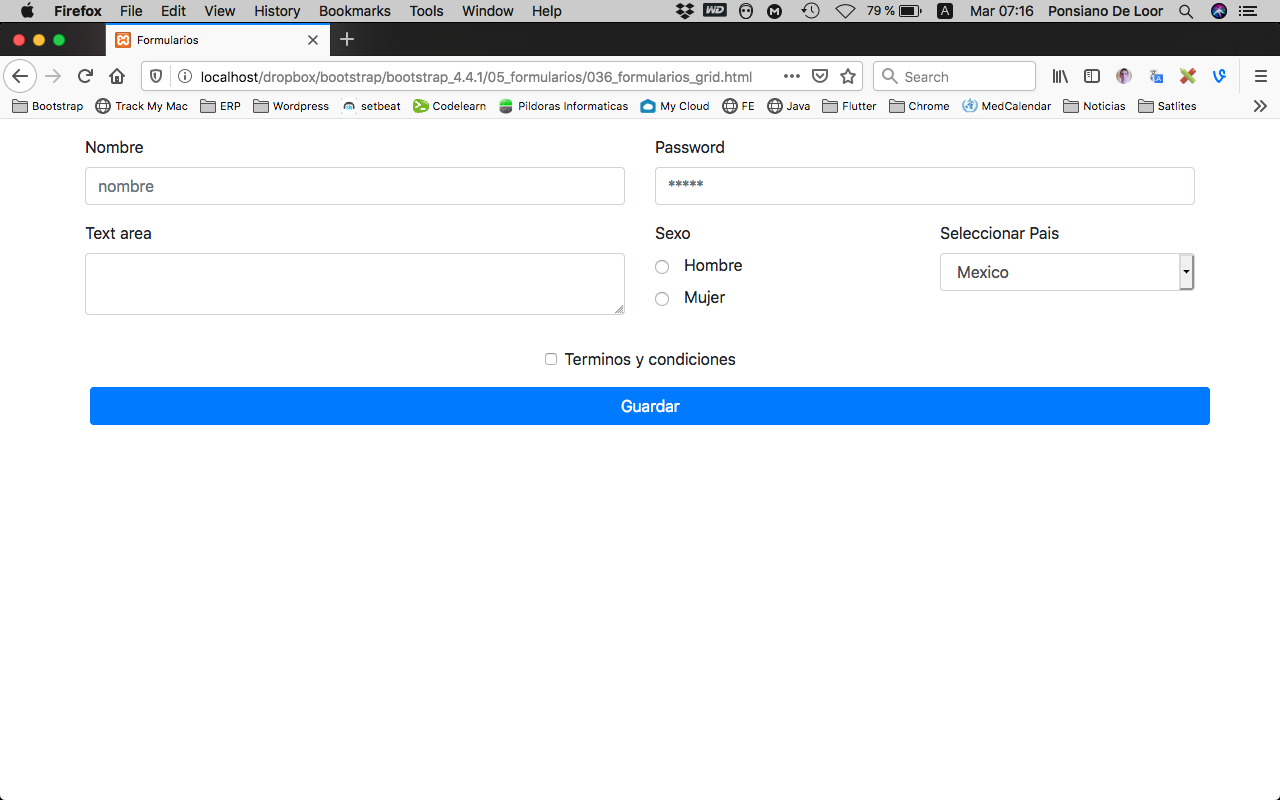 Firefox File Edit View History Bookmarks Tools Window Help WD M 79 % A Mar 07:16 Ponsiano De Loor
Formularios
localhost/dropbox/bootstrap/bootstrap_4.4.1/05_formularios/036_formularios_grid.html Search
Bootstrap Track My Mac ERP Wordpress setbeat Codelearn Pildoras Informaticas My Cloud FE Java Flutter Chrome MedCalendar Noticias Satlites
Nombre Password
nombre *****
Text area Sexo Seleccionar Pais
Hombre Mexico
Mujer
Terminos y condiciones
Guardar